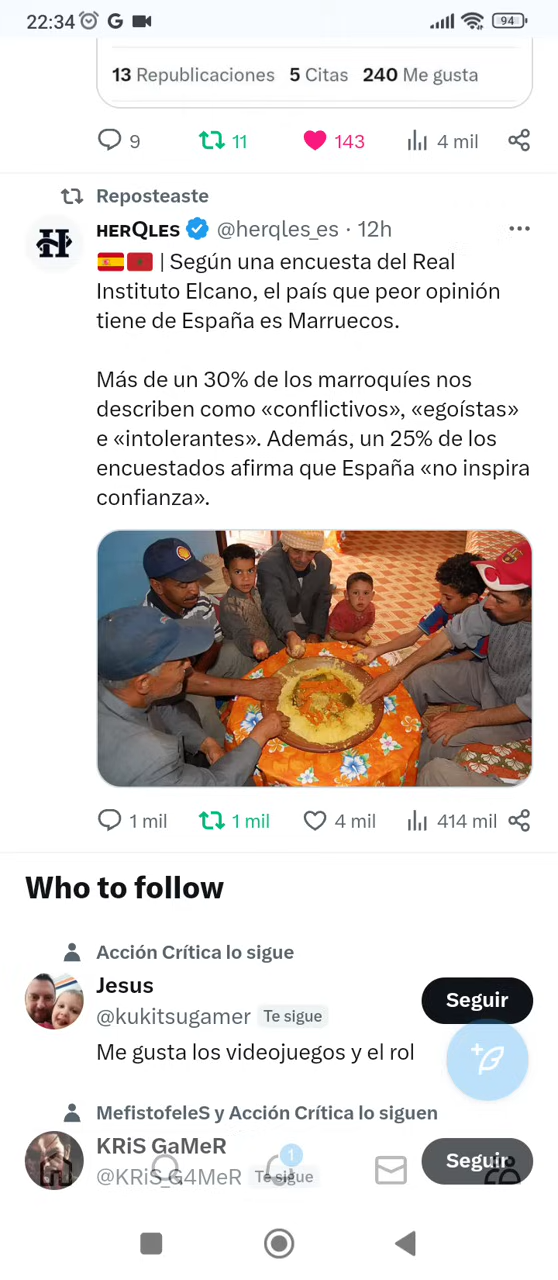 22:34
94
13 Republicaciones 5 Citas 240 Me gusta
9 11 143 4 mil
Reposteaste
HERQLES @herqles_es · 12h
| Según una encuesta del Real
Instituto Elcano, el país que peor opinión
tiene de España es Marruecos.
Más de un 30% de los marroquíes nos
describen como «conflictivos», «egoístas»
e «intolerantes». Además, un 25% de los
encuestados afirma que España «no inspira
confianza».
1 mil 1 mil 4 mil 414 mil
Who to follow
Acción Crítica lo sigue
Jesus
@kukitsugamer Te sigue
Seguir
Me gusta los videojuegos y el rol
MefistofeleS y Acción Crítica lo siguen
KRiS GaMeR
@KRiS_G4MeR Te sigue
Seguir
1